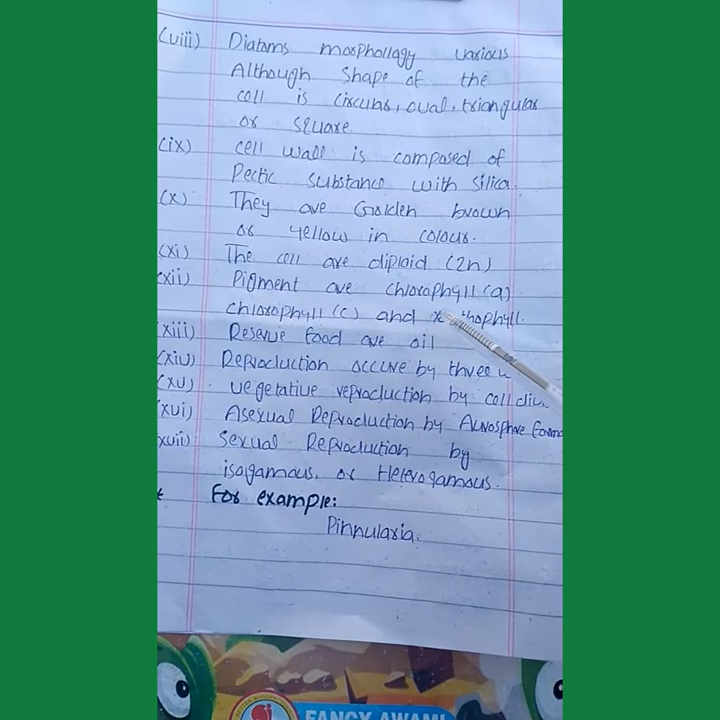 (viii) Diatoms morphollagy various
Although shape of the
cell is circular, oval, triangular
or square.
(ix) cell wall is composed of
Pectic substance with silica.
(x) They are Golden brown
or yellow in colour.
(xi) The cell are diploid (2n)
(xii) Pigment are chlorophyll (a)
chlorophyll (c) and x thophyll.
(xiii) Reserve food are oil
(xiv) Reproduction occure by three
(xv) vegetative reproduction by cell
(xvi) Asexual Reproduction by
(xvii) Sexual Reproduction by
isogamous, or Heterogamous.
For example:
Pinnularia.
FANCY AWAMI